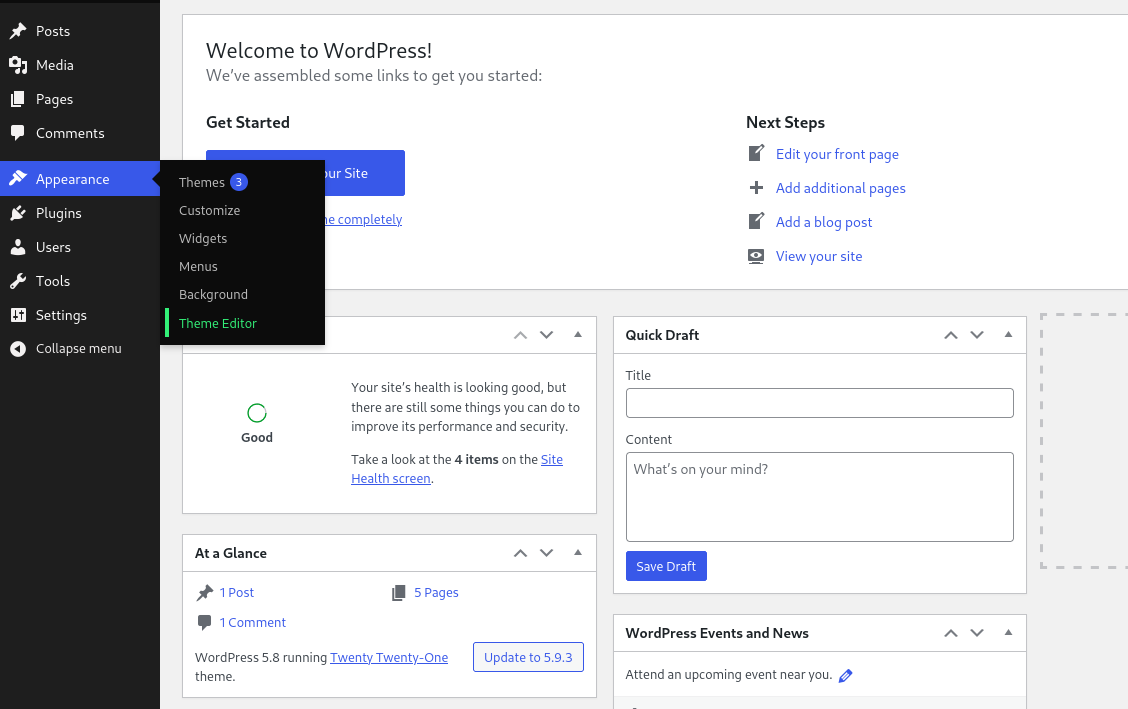 Posts
Media
Pages
Comments
Appearance
Plugins
Users
Tools
Settings
Collapse menu
Themes 3
Customize
Widgets
Menus
Background
Theme Editor
Welcome to WordPress!
We've assembled some links to get you started:
Get Started
Site
completely
Next Steps
Edit your front page
Add additional pages
Add a blog post
View your site
Good
Your site's health is looking good, but
there are still some things you can do to
improve its performance and security.
Take a look at the 4 items on the Site
Health screen.
At a Glance
1 Post
5 Pages
1 Comment
WordPress 5.8 running Twenty Twenty-One
theme.
Update to 5.9.3
Quick Draft
Title
Content
What's on your mind?
Save Draft
WordPress Events and News
Attend an upcoming event near you.